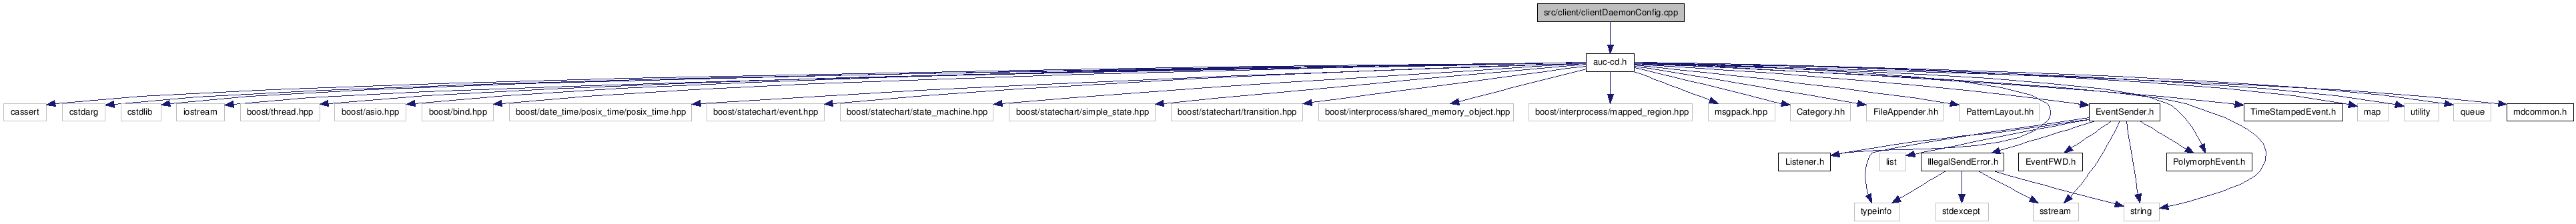 src/client/clientDaemonConfig.cpp
auc-cd.h
cassert
cstdarg
cstdlib
iostream
boost/thread.hpp
boost/asio.hpp
boost/bind.hpp
boost/date_time/posix_time/posix_time.hpp
boost/statechart/event.hpp
boost/statechart/state_machine.hpp
boost/statechart/simple_state.hpp
boost/statechart/transition.hpp
boost/interprocess/shared_memory_object.hpp
boost/interprocess/mapped_region.hpp
msgpack.hpp
Category.hh
FileAppender.hh
PatternLayout.hh
EventSender.h
TimeStampedEvent.h
map
utility
queue
mdcommon.h
Listener.h
list
IllegalSendError.h
EventFWD.h
PolymorphEvent.h
typeinfo
stdexcept
sstream
string